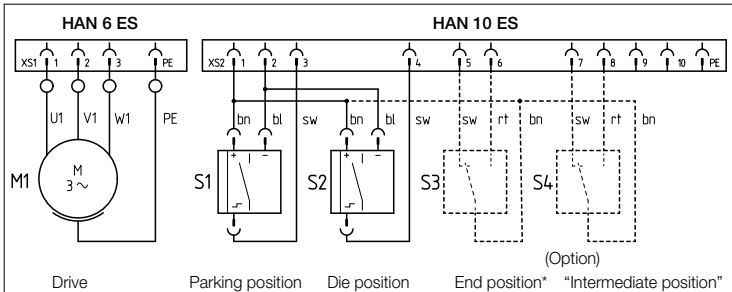 HAN 6 ES
HAN 10 ES
XS1 1 2 3 PE
XS2 1 2 3 4 5 6 7 8 9 10 PE
U1 V1 W1 PE
bn bl sw bn bl sw sw rt bn sw rt bn
M1
M
3~
S1
+ -
S2
+ -
S3
S4
(Option)
Drive
Parking position
Die position
End position*
“Intermediate position”